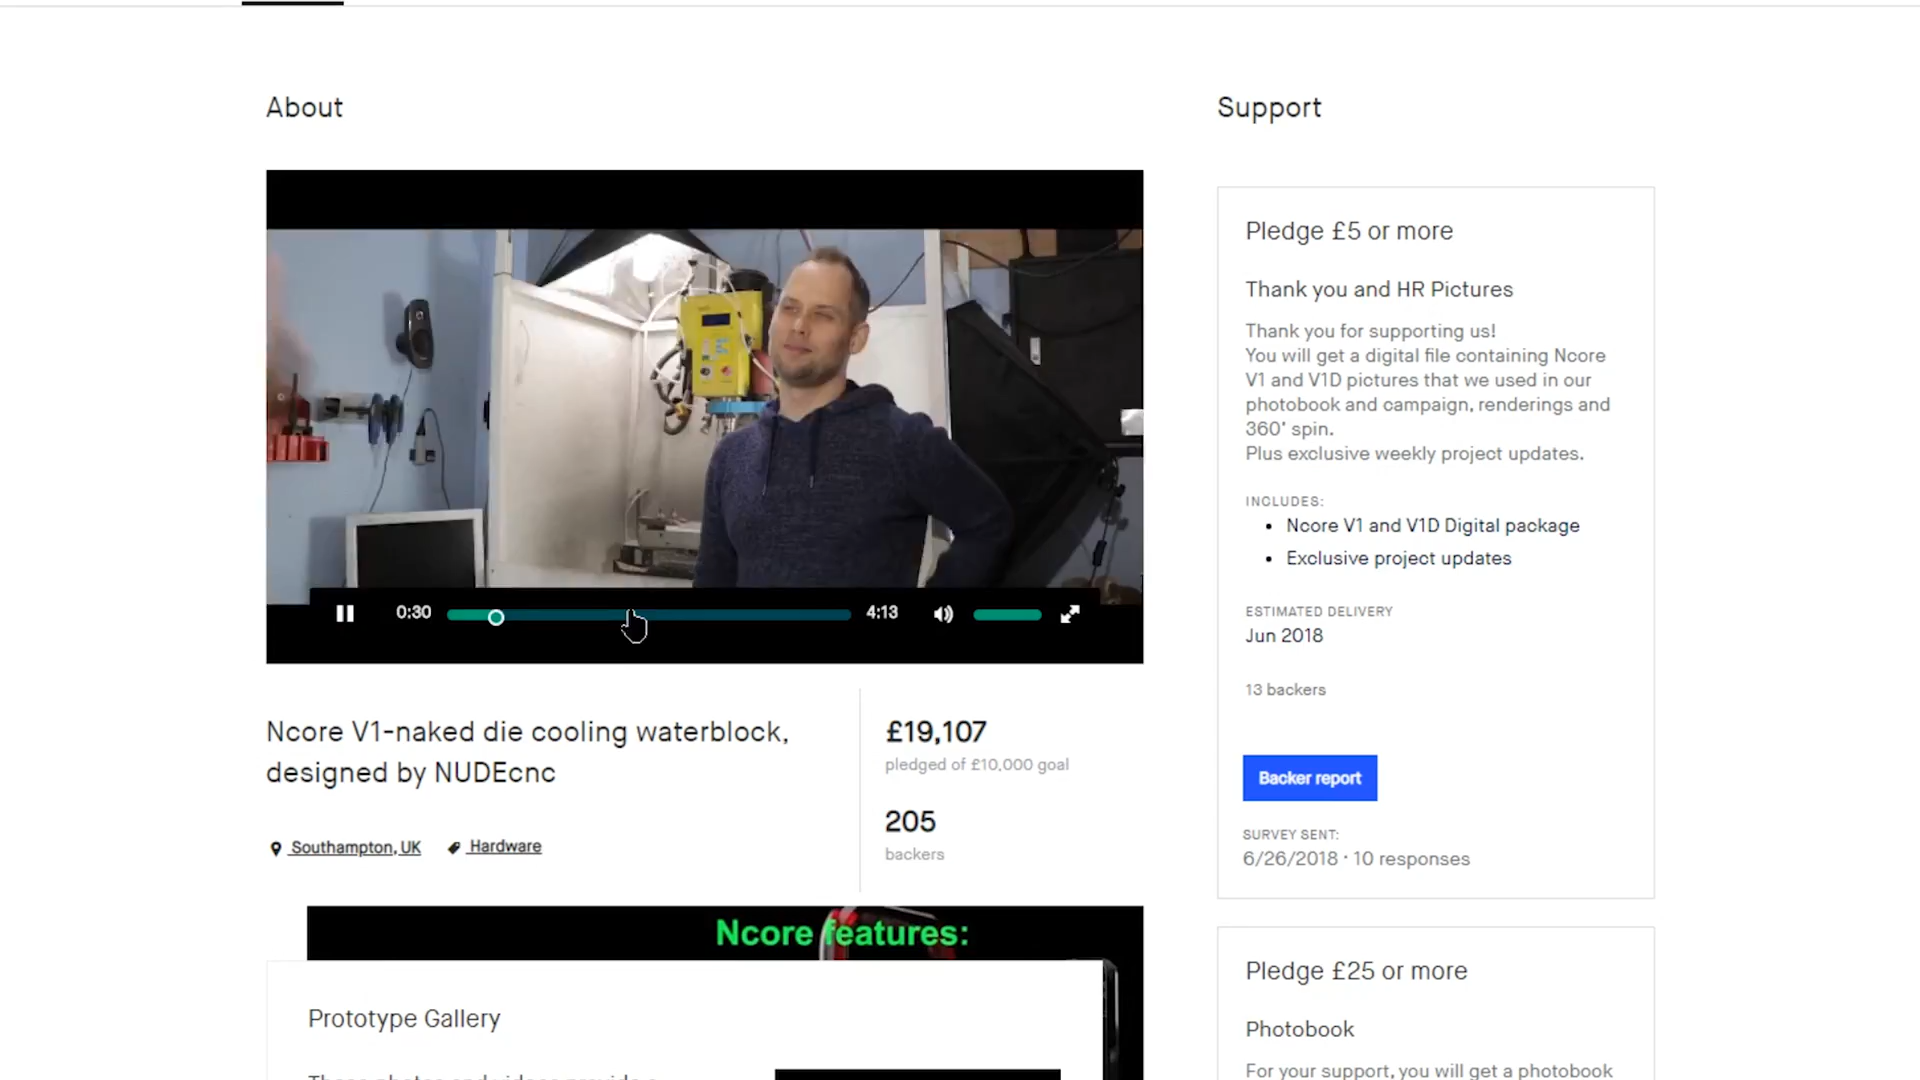 About
Support
0:30
4:13
Ncore V1-naked die cooling waterblock,
designed by NUDEcnc
Southampton, UK
Hardware
£19,107
pledged of £10,000 goal
205
backers
Ncore features:
Prototype Gallery
Pledge £5 or more
Thank you and HR Pictures
Thank you for supporting us!
You will get a digital file containing Ncore
V1 and V1D pictures that we used in our
photobook and campaign, renderings and
360° spin.
Plus exclusive weekly project updates.
INCLUDES:
• Ncore V1 and V1D Digital package
• Exclusive project updates
ESTIMATED DELIVERY
Jun 2018
13 backers
Backer report
SURVEY SENT:
6/26/2018 · 10 responses
Pledge £25 or more
Photobook
For your support, you will get a photobook